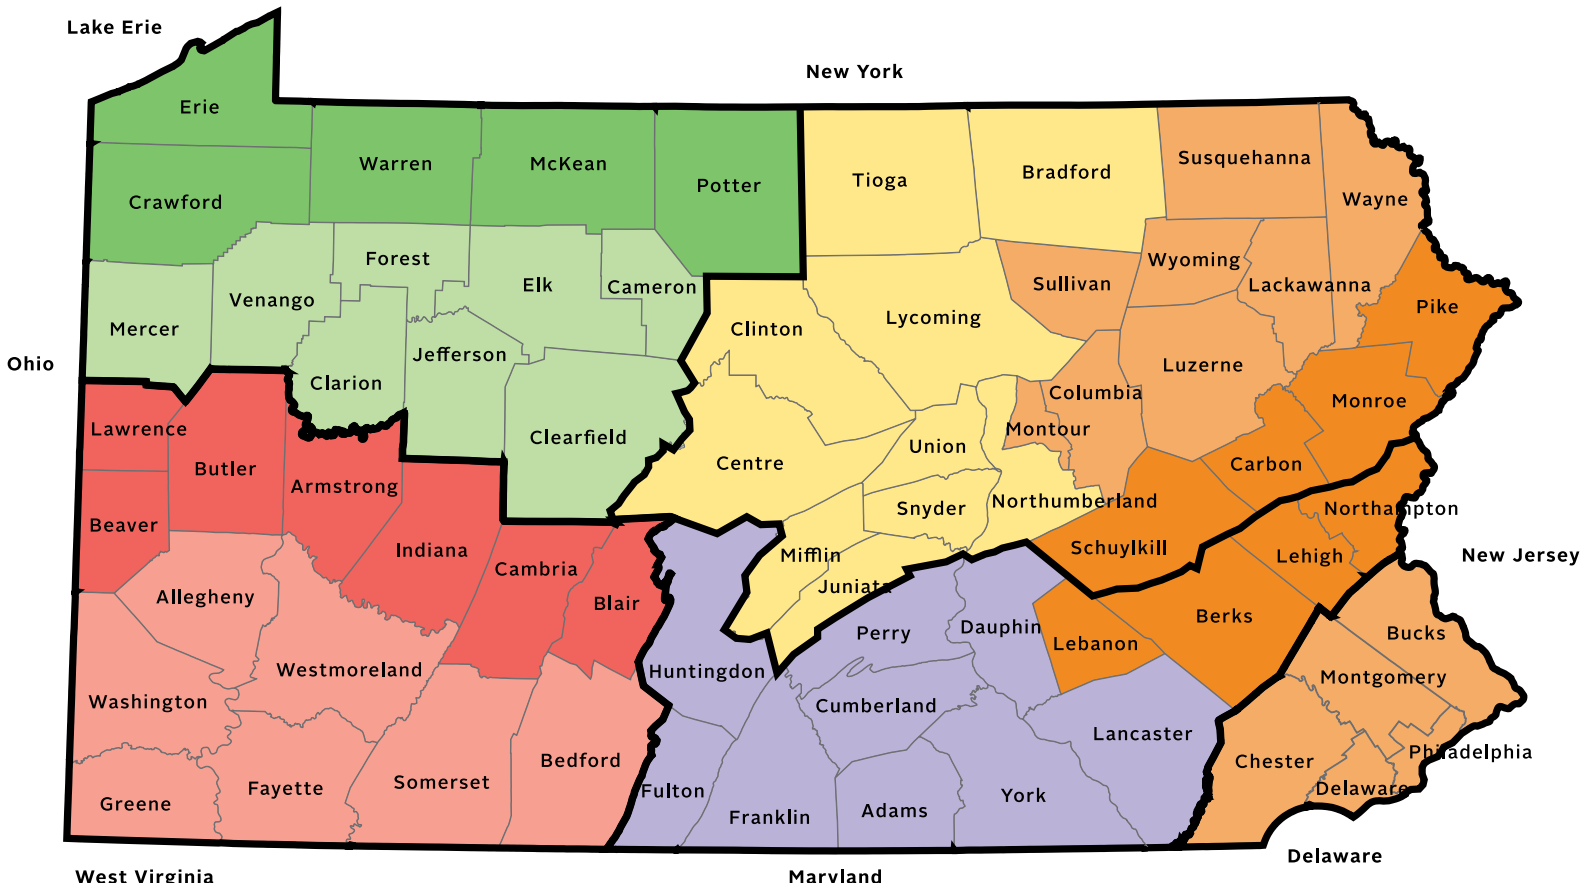 Lake Erie
New York
Erie
Warren
McKean
Potter
Tioga
Bradford
Susquehanna
Wayne
Crawford
Forest
Elk
Cameron
Venango
Mercer
Sullivan
Wyoming
Lackawanna
Pike
Clinton
Lycoming
Ohio
Jefferson
Clarion
Luzerne
Columbia
Monroe
Lawrence
Butler
Clearfield
Centre
Union
Montour
Carbon
Armstrong
Beaver
Snyder
Northumberland
Northampton
Indiana
Cambria
Mifflin
Schuylkill
Lehigh
New Jersey
Allegheny
Blair
Juniata
Perry
Dauphin
Lebanon
Berks
Bucks
Westmoreland
Huntingdon
Montgomery
Washington
Cumberland
Lancaster
Bedford
Chester
Philadelphia
Greene
Fayette
Somerset
Fulton
Franklin
Adams
York
Delaware
Delaware
West Virginia
Maryland